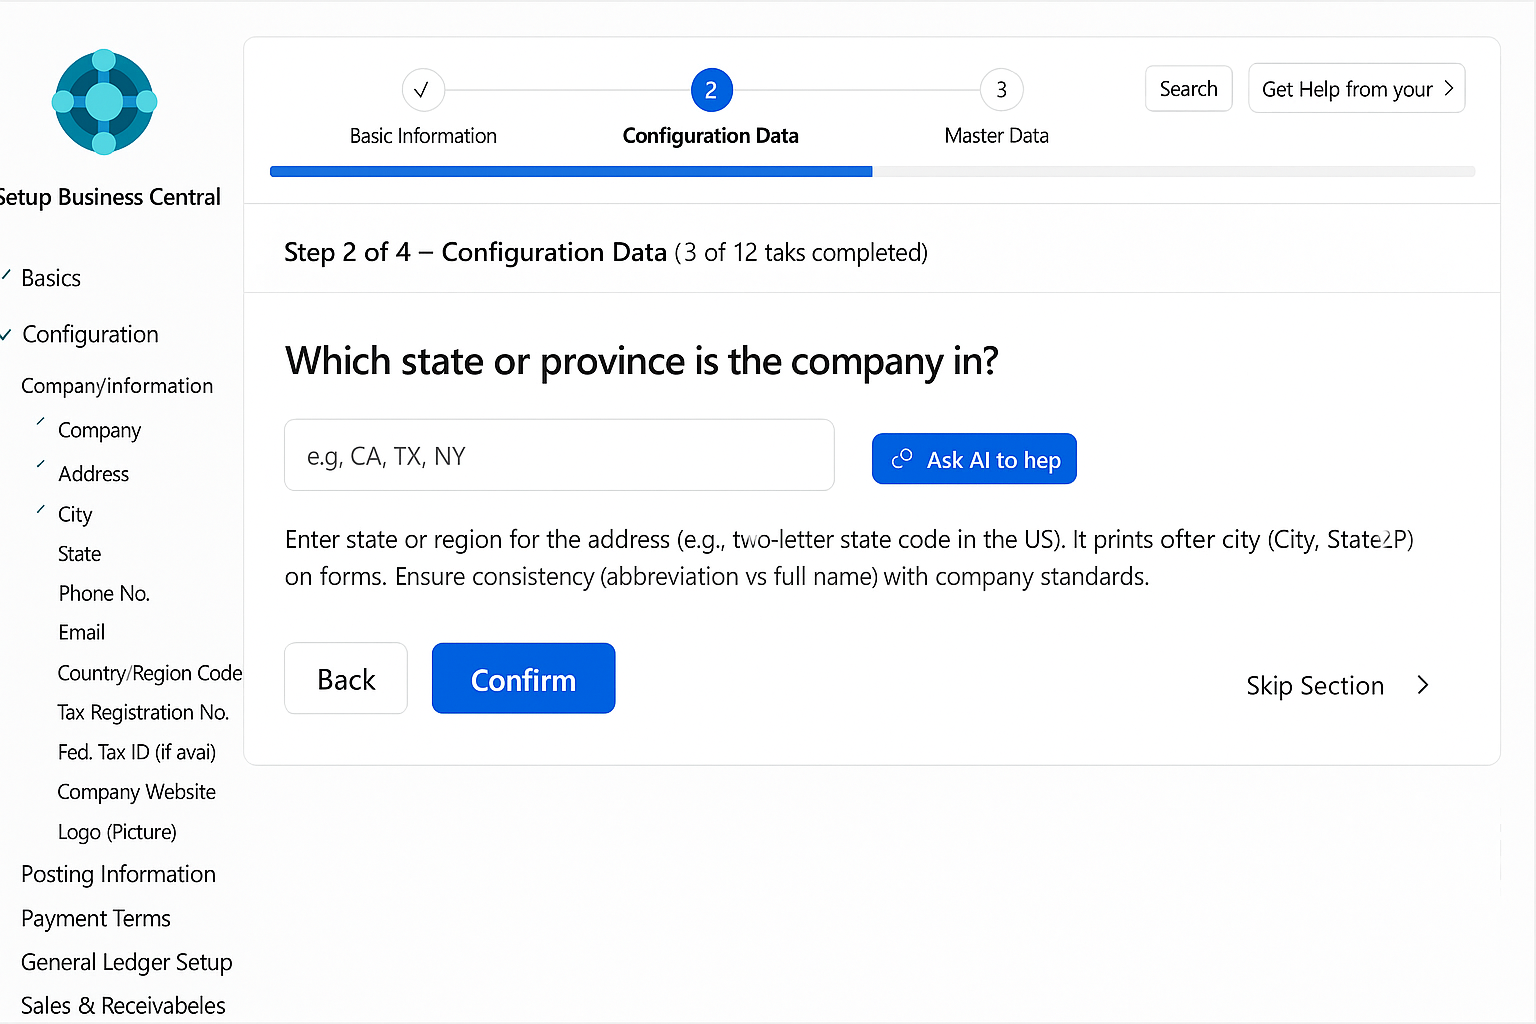 Setup Business Central
Basics
Configuration
Company/information
Company
Address
City
State
Phone No.
Email
Country/Region Code
Tax Registration No.
Fed. Tax ID (if avai)
Company Website
Logo (Picture)
Posting Information
Payment Terms
General Ledger Setup
Sales & Receivabeles
2
3
Basic Information
Configuration Data
Master Data
Search
Get Help from your
Step 2 of 4 – Configuration Data (3 of 12 taks completed)
Which state or province is the company in?
e.g, CA, TX, NY
Ask AI to hep
Enter state or region for the address (e.g., two-letter state code in the US). It prints ofter city (City, State2P)
on forms. Ensure consistency (abbreviation vs full name) with company standards.
Back
Confirm
Skip Section